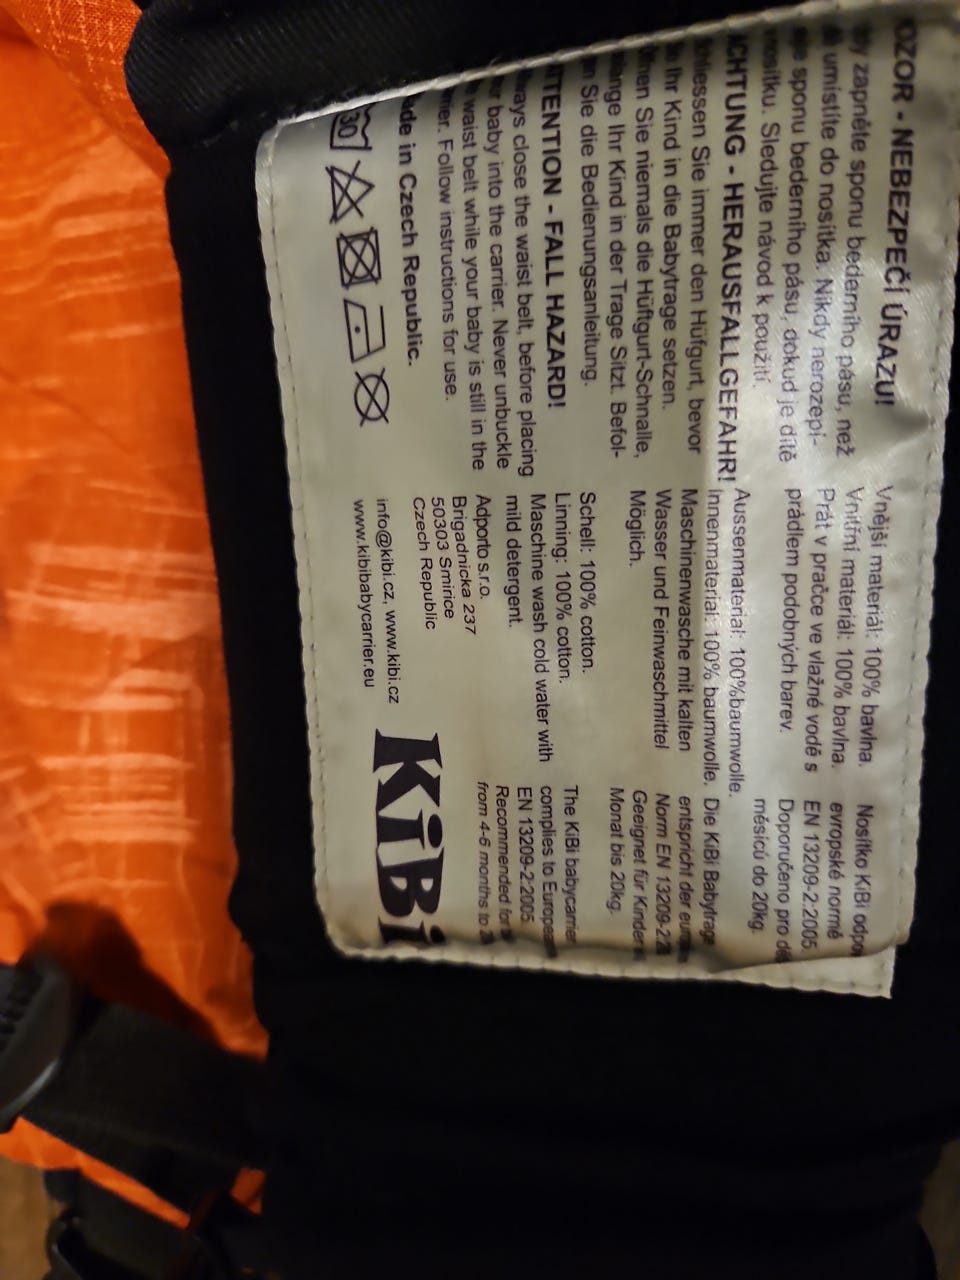 POZOR - NEBEZPEČÍ ÚRAZU!
zapněte sponu bederního pásu, než
umístíte do nosítka. Nikdy nerozepí-
sponu bederního pásu, dokud je dítě
nosítku. Sledujte návod k použití.
ACHTUNG - HERAUSFALLGEFAHR!
Schliessen Sie immer den Hüfgurt, bevor
Ihr Kind in die Babytrage setzen.
Sie niemals die Hüftgurt-Schnalle,
Ihr Kind in der Trage Sitzt. Befol-
Sie die Bedienungsanleitung.
ATTENTION - FALL HAZARD!
Always close the waist belt, before placing
baby into the carrier. Never unbuckle
waist belt while your baby is still in the
Follow instructions for use.
Made in Czech Republic.
30
Vnější materiál: 100% bavlna.
Vnitřní materiál: 100% bavlna.
Prát v pračce ve vlažné vodě s
prádlem podobných barev.
Aussenmaterial: 100%baumwolle.
Innenmaterial: 100% baumwolle.
Maschinenwasche mit kalten
Wasser und Feinwaschmittel
Möglich.
Schell: 100% cotton.
Linning: 100% cotton.
Maschine wash cold water with
mild detergent.
Adporto s.r.o.
Brigadnicka 237
50303 Smirice
Czech Republic
info@kibi.cz, www.kibi.cz
www.kibibabycarrier.eu
Nosítko KiBi
evropské normě
EN 13209-2:2005.
Doporučeno pro
měsíců do 20kg.
Die KiBi Babytrage
entspricht der
Norm EN 13209-2:
Geeignet für Kinder
Monat bis 20kg.
The KiBi babycarrier
complies to European
EN 13209-2:2005.
Recommended for
from 4-6 months to
KiBi